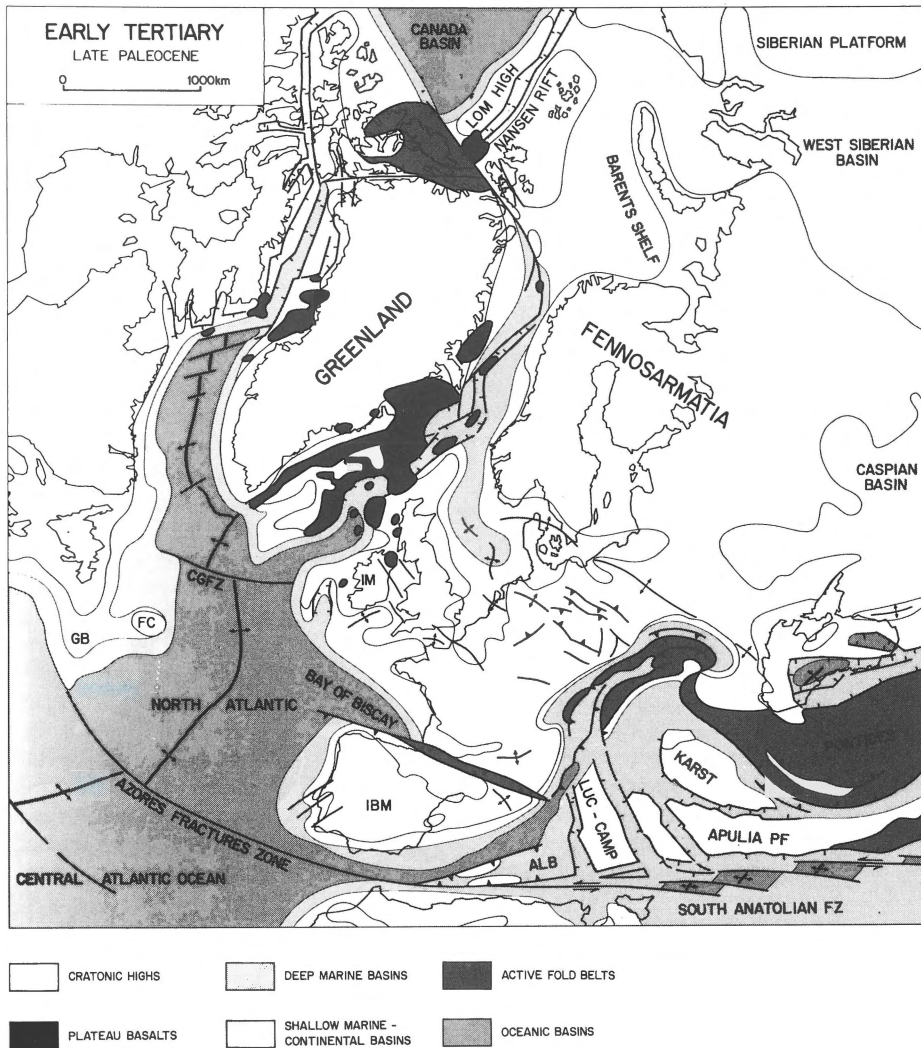 EARLY TERTIARY
LATE PALEOCENE
0 1000km
CANADA
BASIN
SIBERIAN PLATFORM
LOM HIGH
NANSEN RIFT
WEST SIBERIAN
BASIN
BARENTS SHELF
GREENLAND
FENNOSARMATIA
CASPIAN
BASIN
IM
CGFZ
FC
GB
BAY OF BISCAY
NORTH ATLANTIC
PONTIDES
KARST
AZORES FRACTURES ZONE
IBM
LUC - CAMP
APULIA PF
ALB
CENTRAL ATLANTIC OCEAN
SOUTH ANATOLIAN FZ
CRATONIC HIGHS
DEEP MARINE BASINS
ACTIVE FOLD BELTS
PLATEAU BASALTS
SHALLOW MARINE -
CONTINENTAL BASINS
OCEANIC BASINS